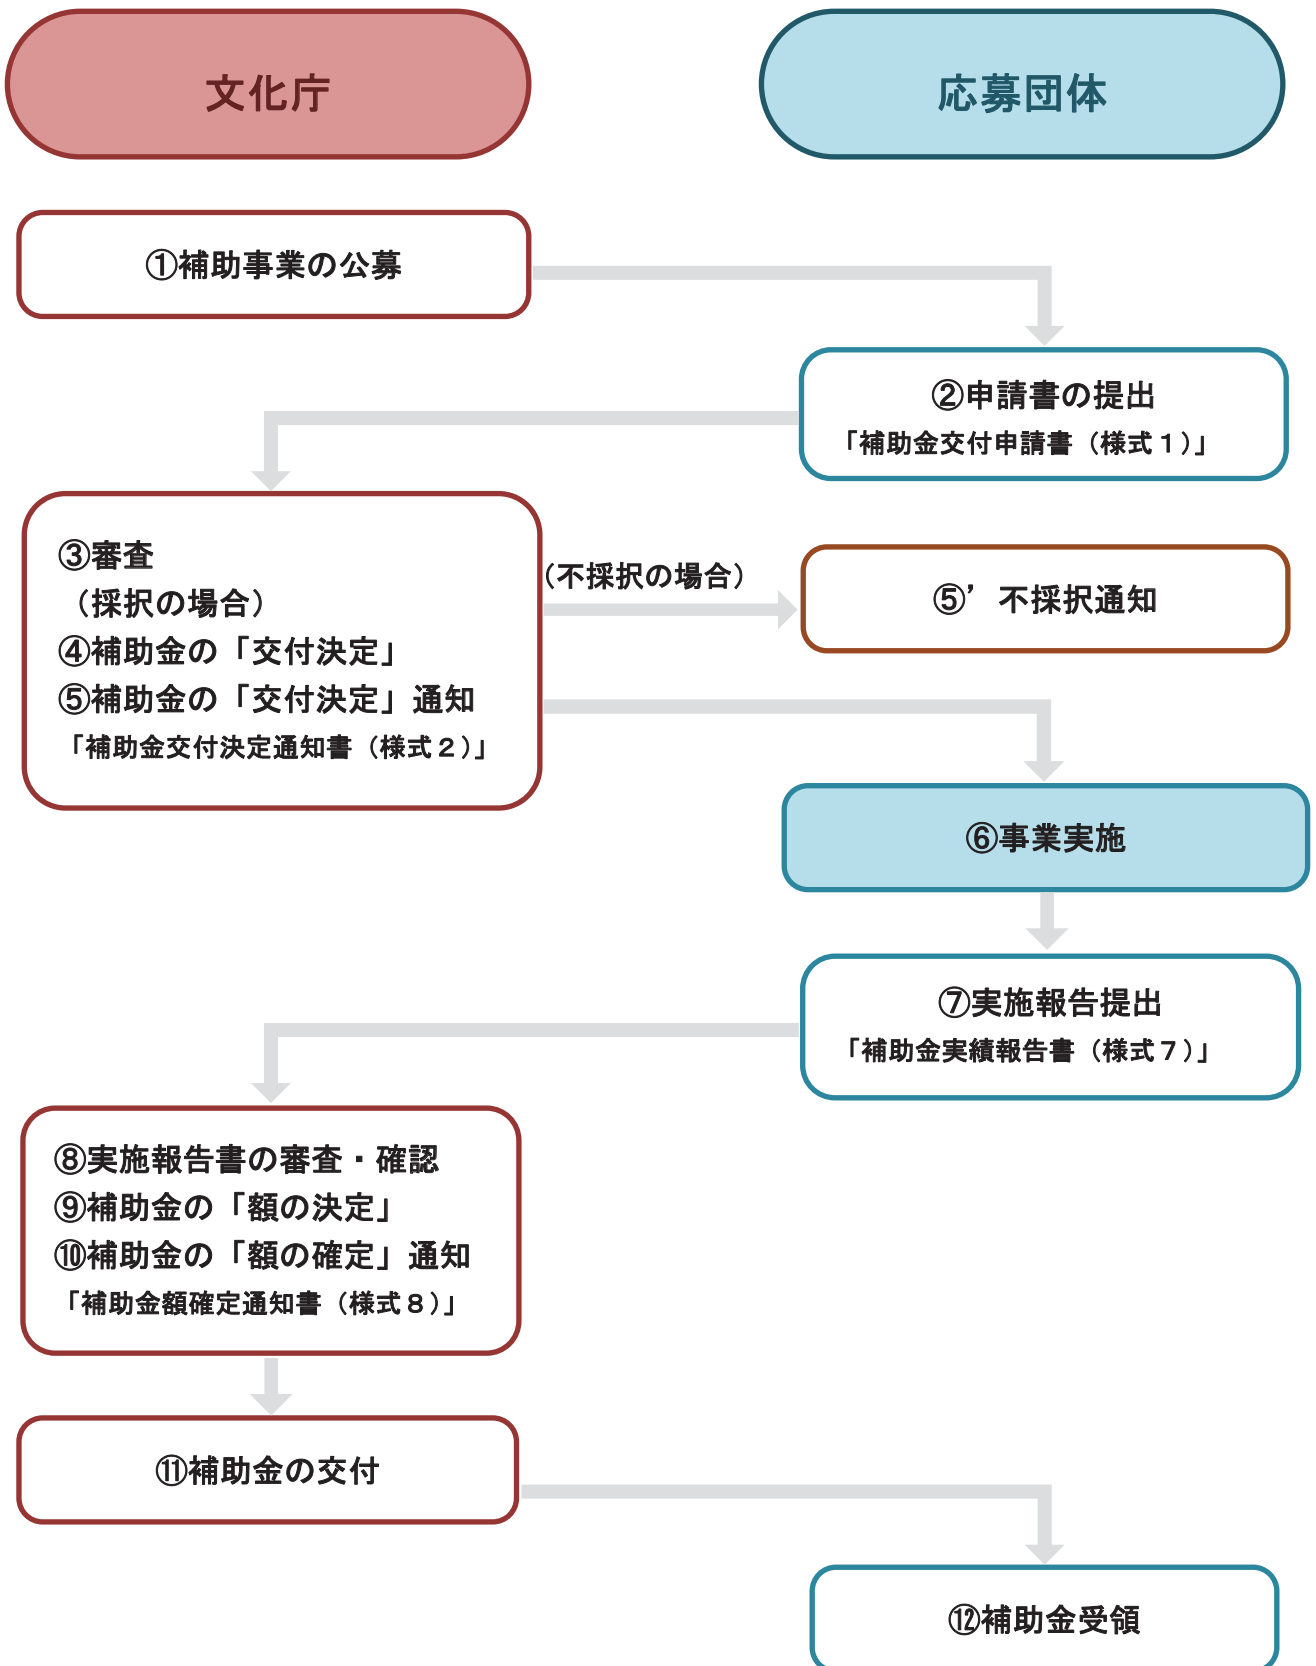 文化庁
応募団体
①補助事業の公募
②申請書の提出
「補助金交付申請書（様式１）」
③審査
（採択の場合）
④補助金の「交付決定」
⑤補助金の「交付決定」通知
「補助金交付決定通知書（様式２）」
（不採択の場合）
⑤’不採択通知
⑥事業実施
⑦実施報告提出
「補助金実績報告書（様式７）」
⑧実施報告書の審査・確認
⑨補助金の「額の決定」
⑩補助金の「額の確定」通知
「補助金額確定通知書（様式８）」
⑪補助金の交付
⑫補助金受領